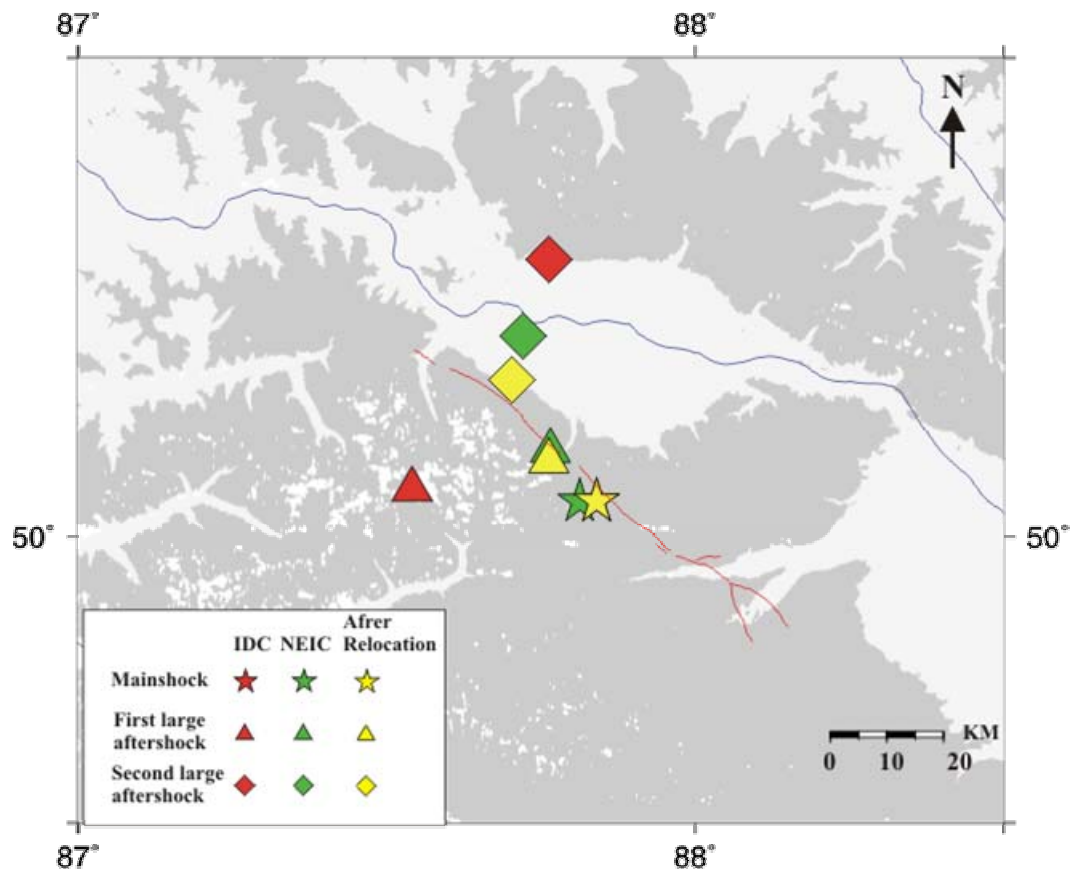 87° 88°
N
50° 50°
Afrer
IDC NEIC Relocation
Mainshock
First large
aftershock
Second large
aftershock
KM
0 10 20
87° 88°